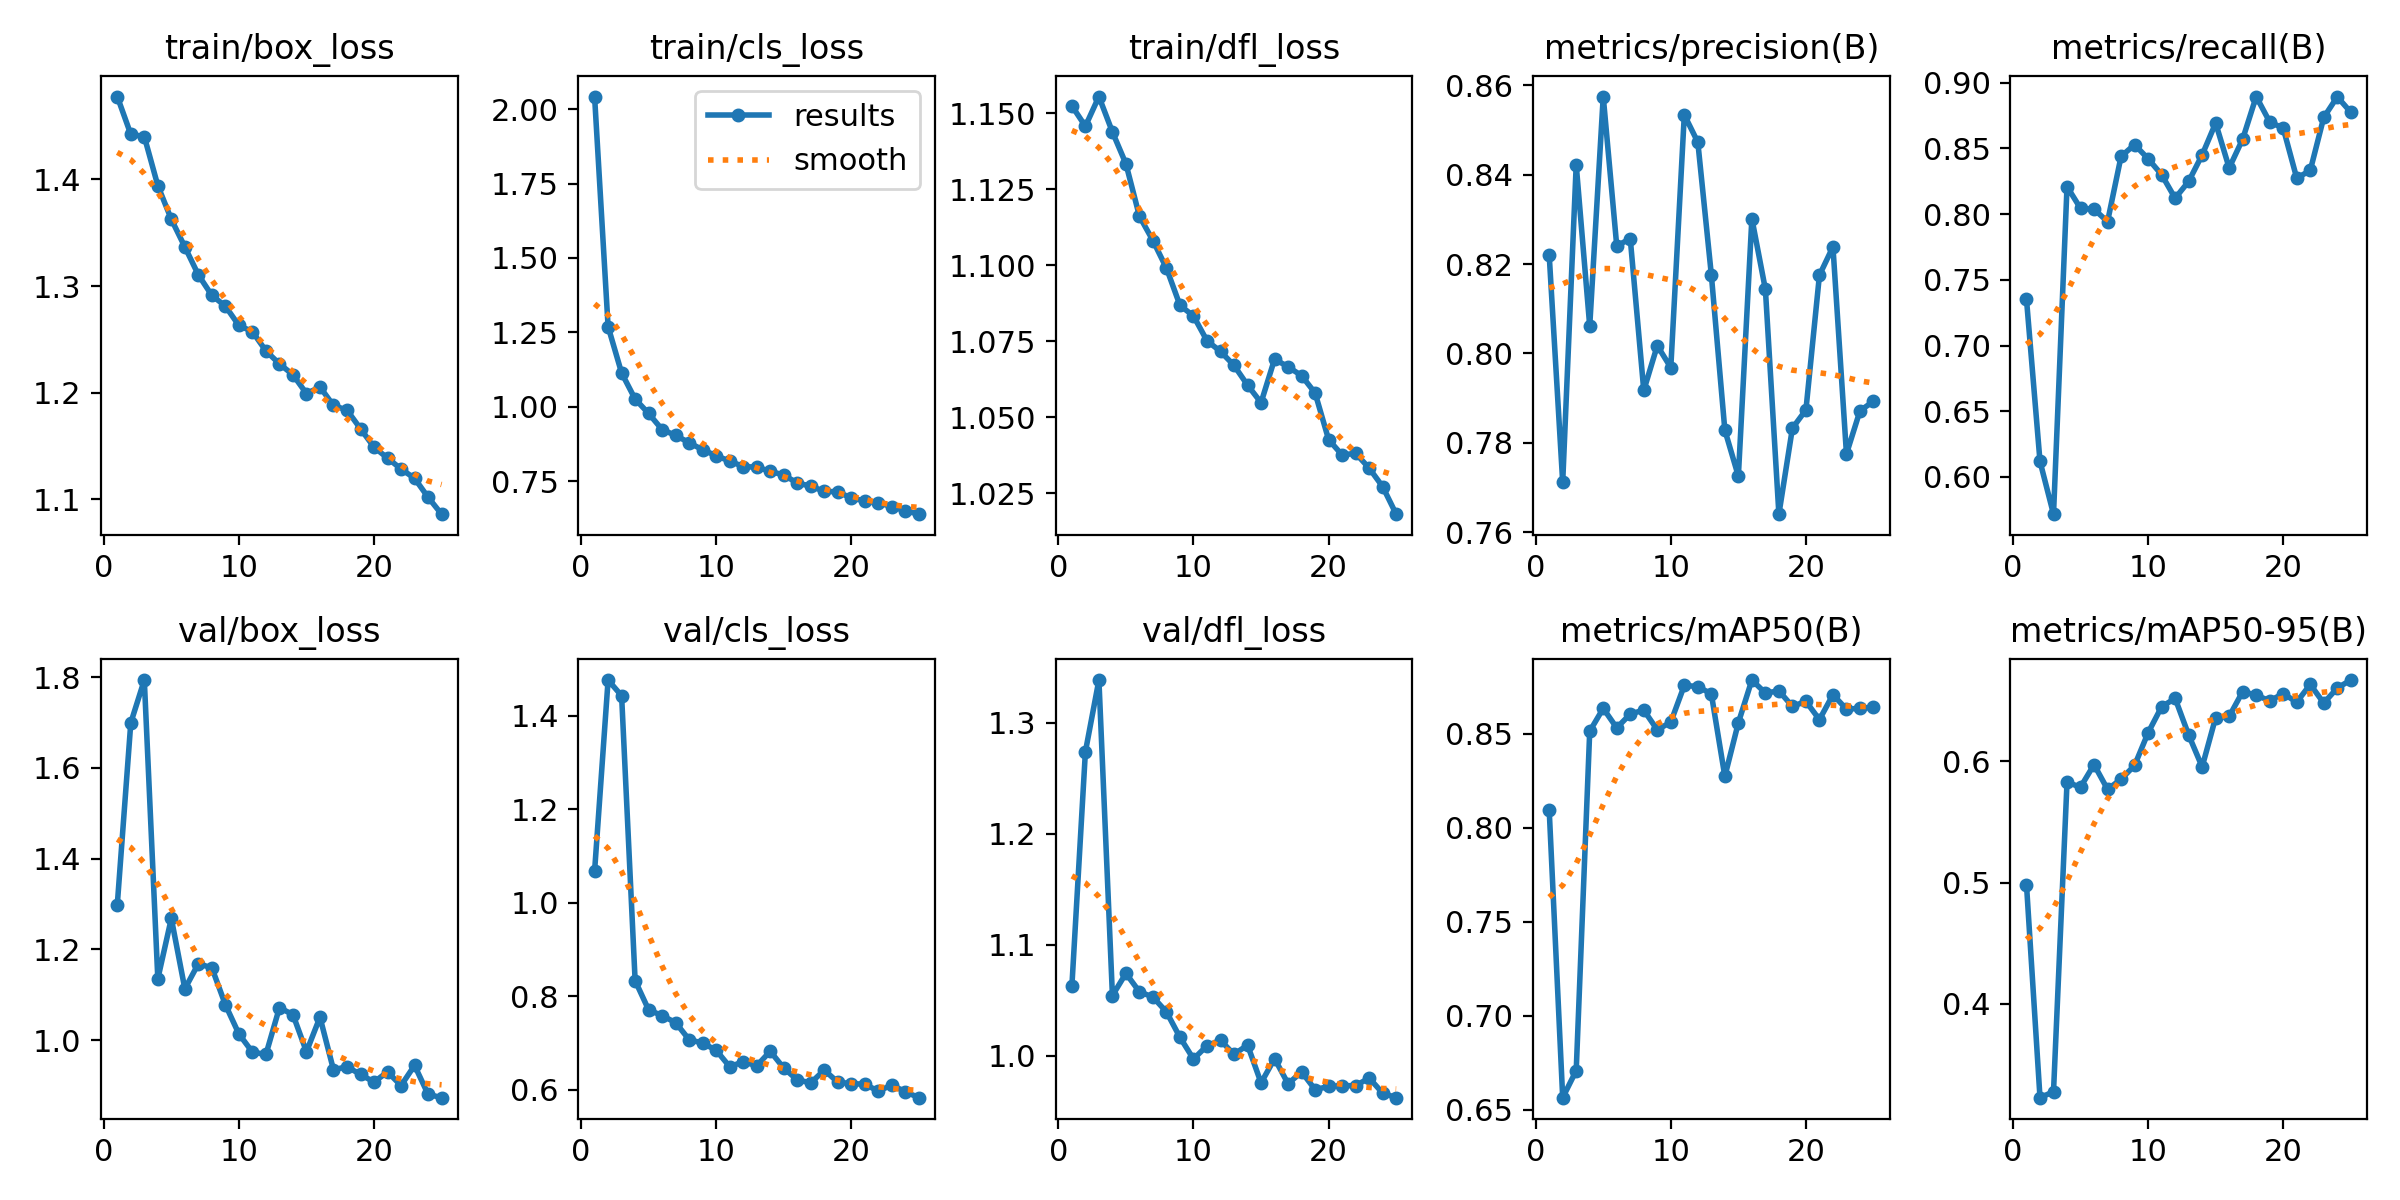 train/box_loss
1.4
1.3
1.2
1.1
0 10 20
train/cls_loss
results
smooth
2.00
1.75
1.50
1.25
1.00
0.75
0 10 20
train/dfl_loss
1.150
1.125
1.100
1.075
1.050
1.025
0 10 20
metrics/precision(B)
0.86
0.84
0.82
0.80
0.78
0.76
0 10 20
metrics/recall(B)
0.90
0.85
0.80
0.75
0.70
0.65
0.60
0 10 20
val/box_loss
1.8
1.6
1.4
1.2
1.0
0 10 20
val/cls_loss
1.4
1.2
1.0
0.8
0.6
0 10 20
val/dfl_loss
1.3
1.2
1.1
1.0
0 10 20
metrics/mAP50(B)
0.85
0.80
0.75
0.70
0.65
0 10 20
metrics/mAP50-95(B)
0.6
0.5
0.4
0 10 20